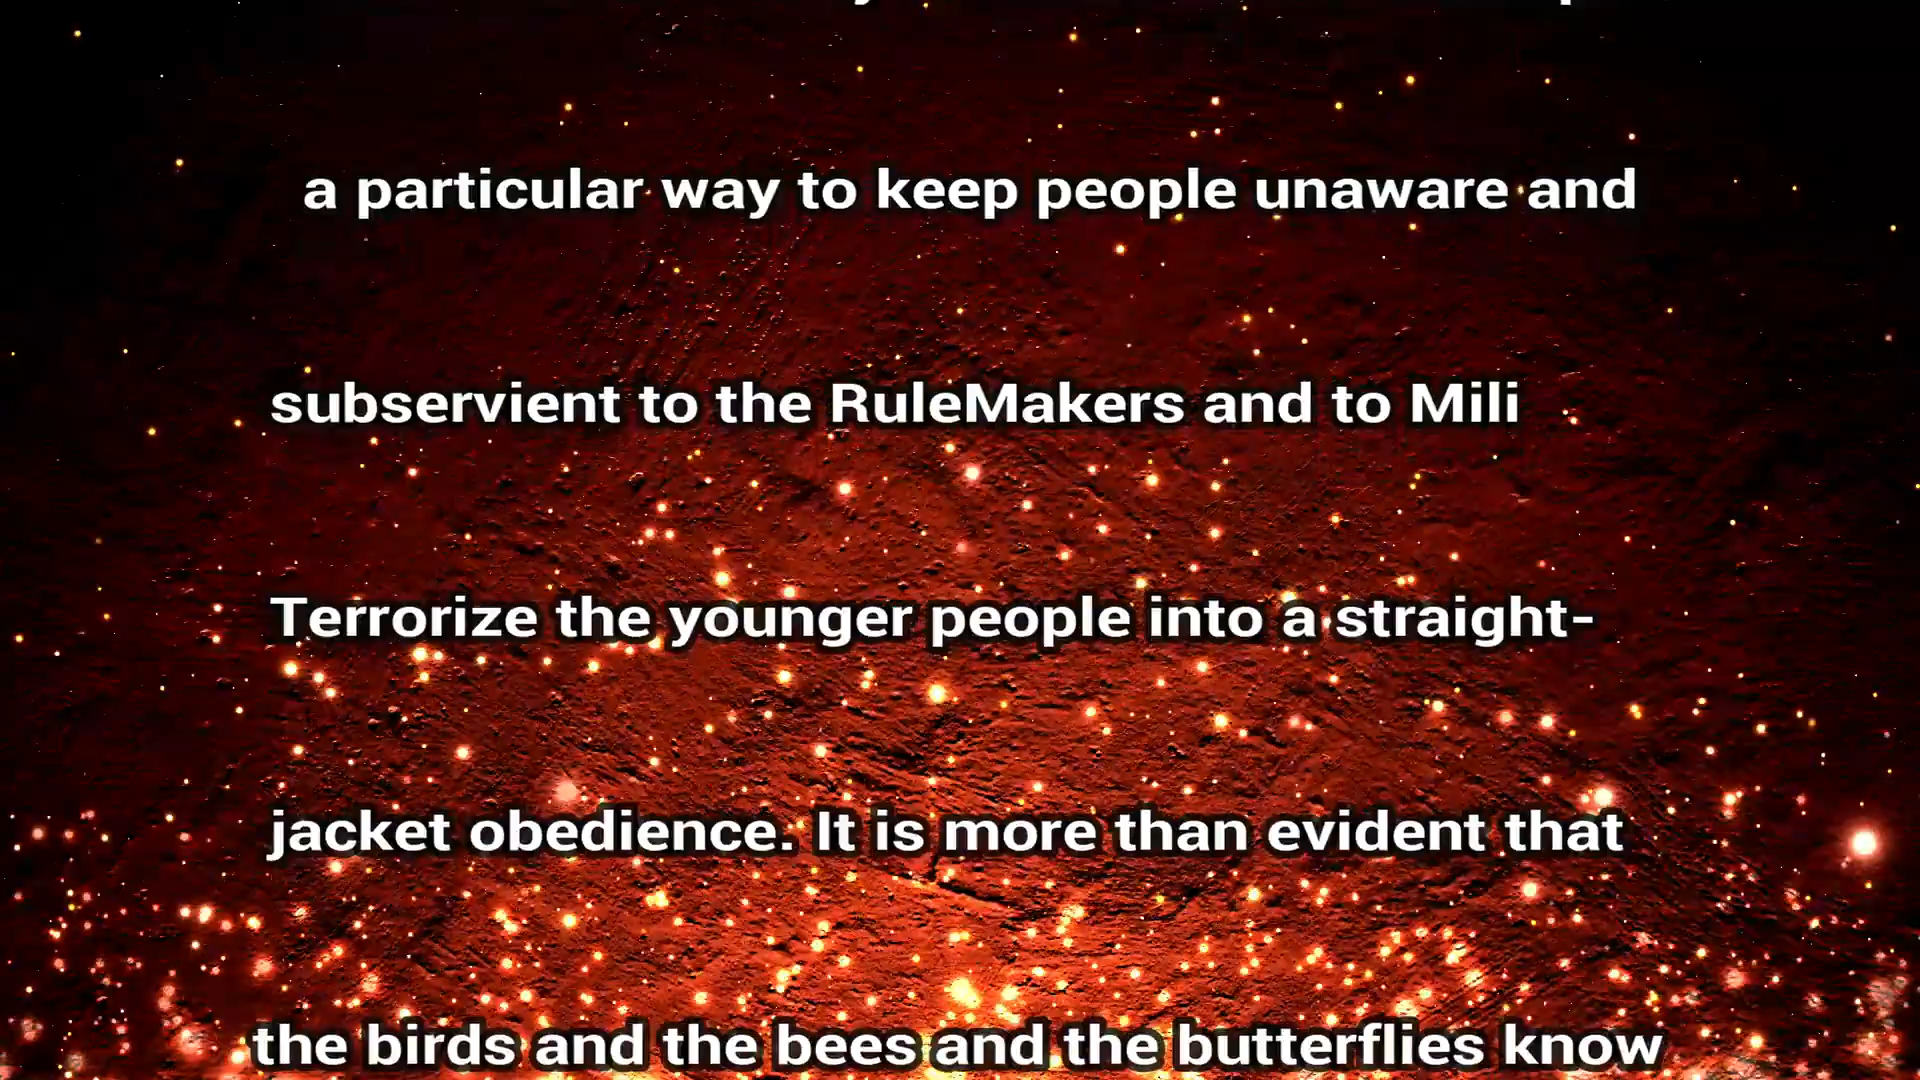 a particular way to keep people unaware and
subservient to the RuleMakers and to Mili
Terrorize the younger people into a straight-
jacket obedience. It is more than evident that
the birds and the bees and the butterflies know